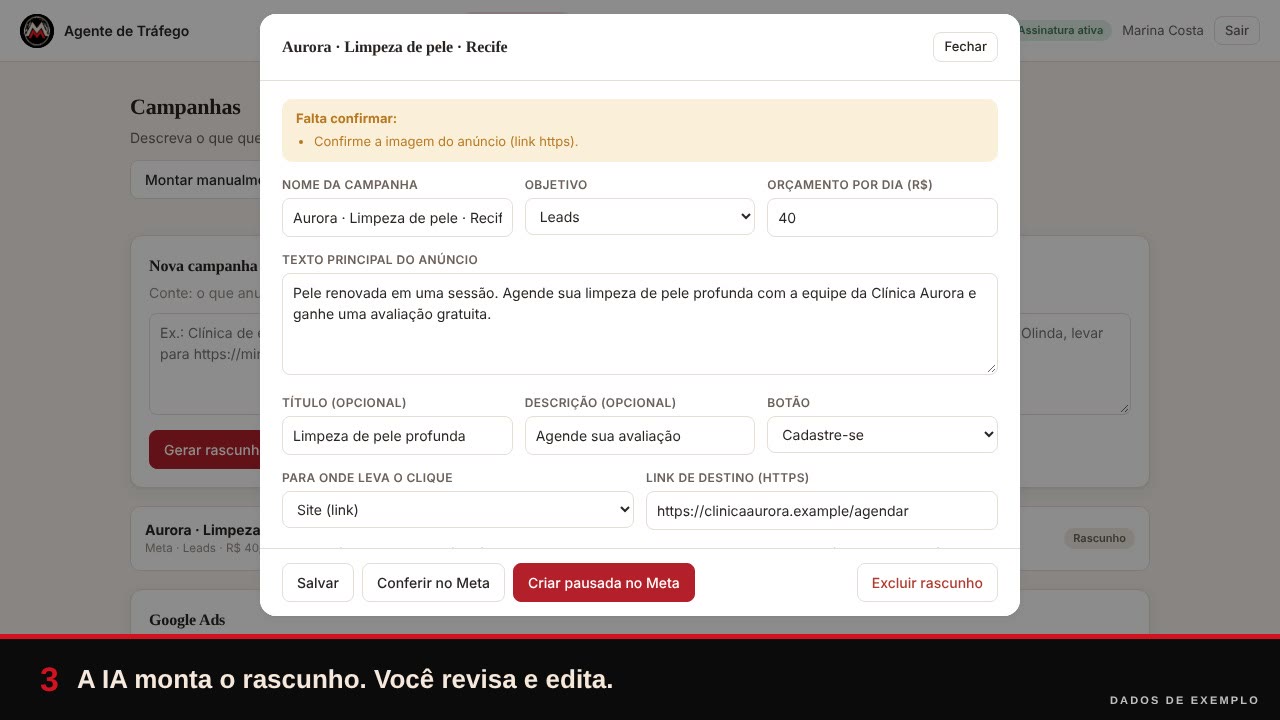 Agente de Tráfego
Assinatura ativa
Marina Costa
Sair
Aurora · Limpeza de pele · Recife
Fechar
Campanhas
Descreva o que que
Montar manualme
Falta confirmar:
• Confirme a imagem do anúncio (link https).
NOME DA CAMPANHA
OBJETIVO
ORÇAMENTO POR DIA (R$)
Aurora · Limpeza de pele · Recif
Leads
40
TEXTO PRINCIPAL DO ANÚNCIO
Pele renovada em uma sessão. Agende sua limpeza de pele profunda com a equipe da Clínica Aurora e
ganhe uma avaliação gratuita.
Nova campanha
Conte: o que anu
Ex.: Clínica de e
Olinda, levar
para https://min
TÍTULO (OPCIONAL)
DESCRIÇÃO (OPCIONAL)
BOTÃO
Limpeza de pele profunda
Agende sua avaliação
Cadastre-se
Gerar rascunh
PARA ONDE LEVA O CLIQUE
LINK DE DESTINO (HTTPS)
Site (link)
https://clinicaaurora.example/agendar
Aurora · Limpeza
Meta · Leads · R$ 40
Rascunho
Salvar
Conferir no Meta
Criar pausada no Meta
Excluir rascunho
Google Ads
3 A IA monta o rascunho. Você revisa e edita.
DADOS DE EXEMPLO